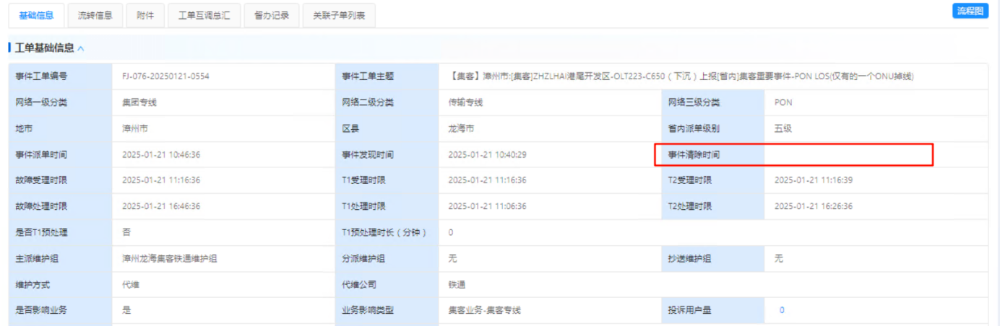 基础信息 流转信息 附件 工单互调总汇 督办记录 关联子单列表 流程图
工单基础信息
事件工单编号 FJ-076-20250121-0554 事件工单主题 【集客】漳州市:[集客]ZHZLHAI港尾开发区-OLT223-C650（下沉）上报[省内]集客重要事件-PON LOS(仅有的一个ONU掉线)
网络一级分类 集团专线 网络二级分类 传输专线 网络三级分类 PON
地市 漳州市 区县 龙海市 省内派单级别 五级
事件派单时间 2025-01-21 10:46:36 事件发现时间 2025-01-21 10:40:29 事件清除时间
故障受理时限 2025-01-21 11:16:36 T1受理时限 2025-01-21 11:16:36 T2受理时限 2025-01-21 11:16:39
故障处理时限 2025-01-21 16:46:36 T1处理时限 2025-01-21 11:06:36 T2处理时限 2025-01-21 16:26:36
是否T1预处理 否 T1预处理时长（分钟） 0
主派维护组 漳州龙海集客铁通维护组 分派维护组 无 抄送维护组 无
维护方式 代维 代维公司 铁通
是否影响业务 是 业务影响类型 集客业务-集客专线 投诉用户量 0